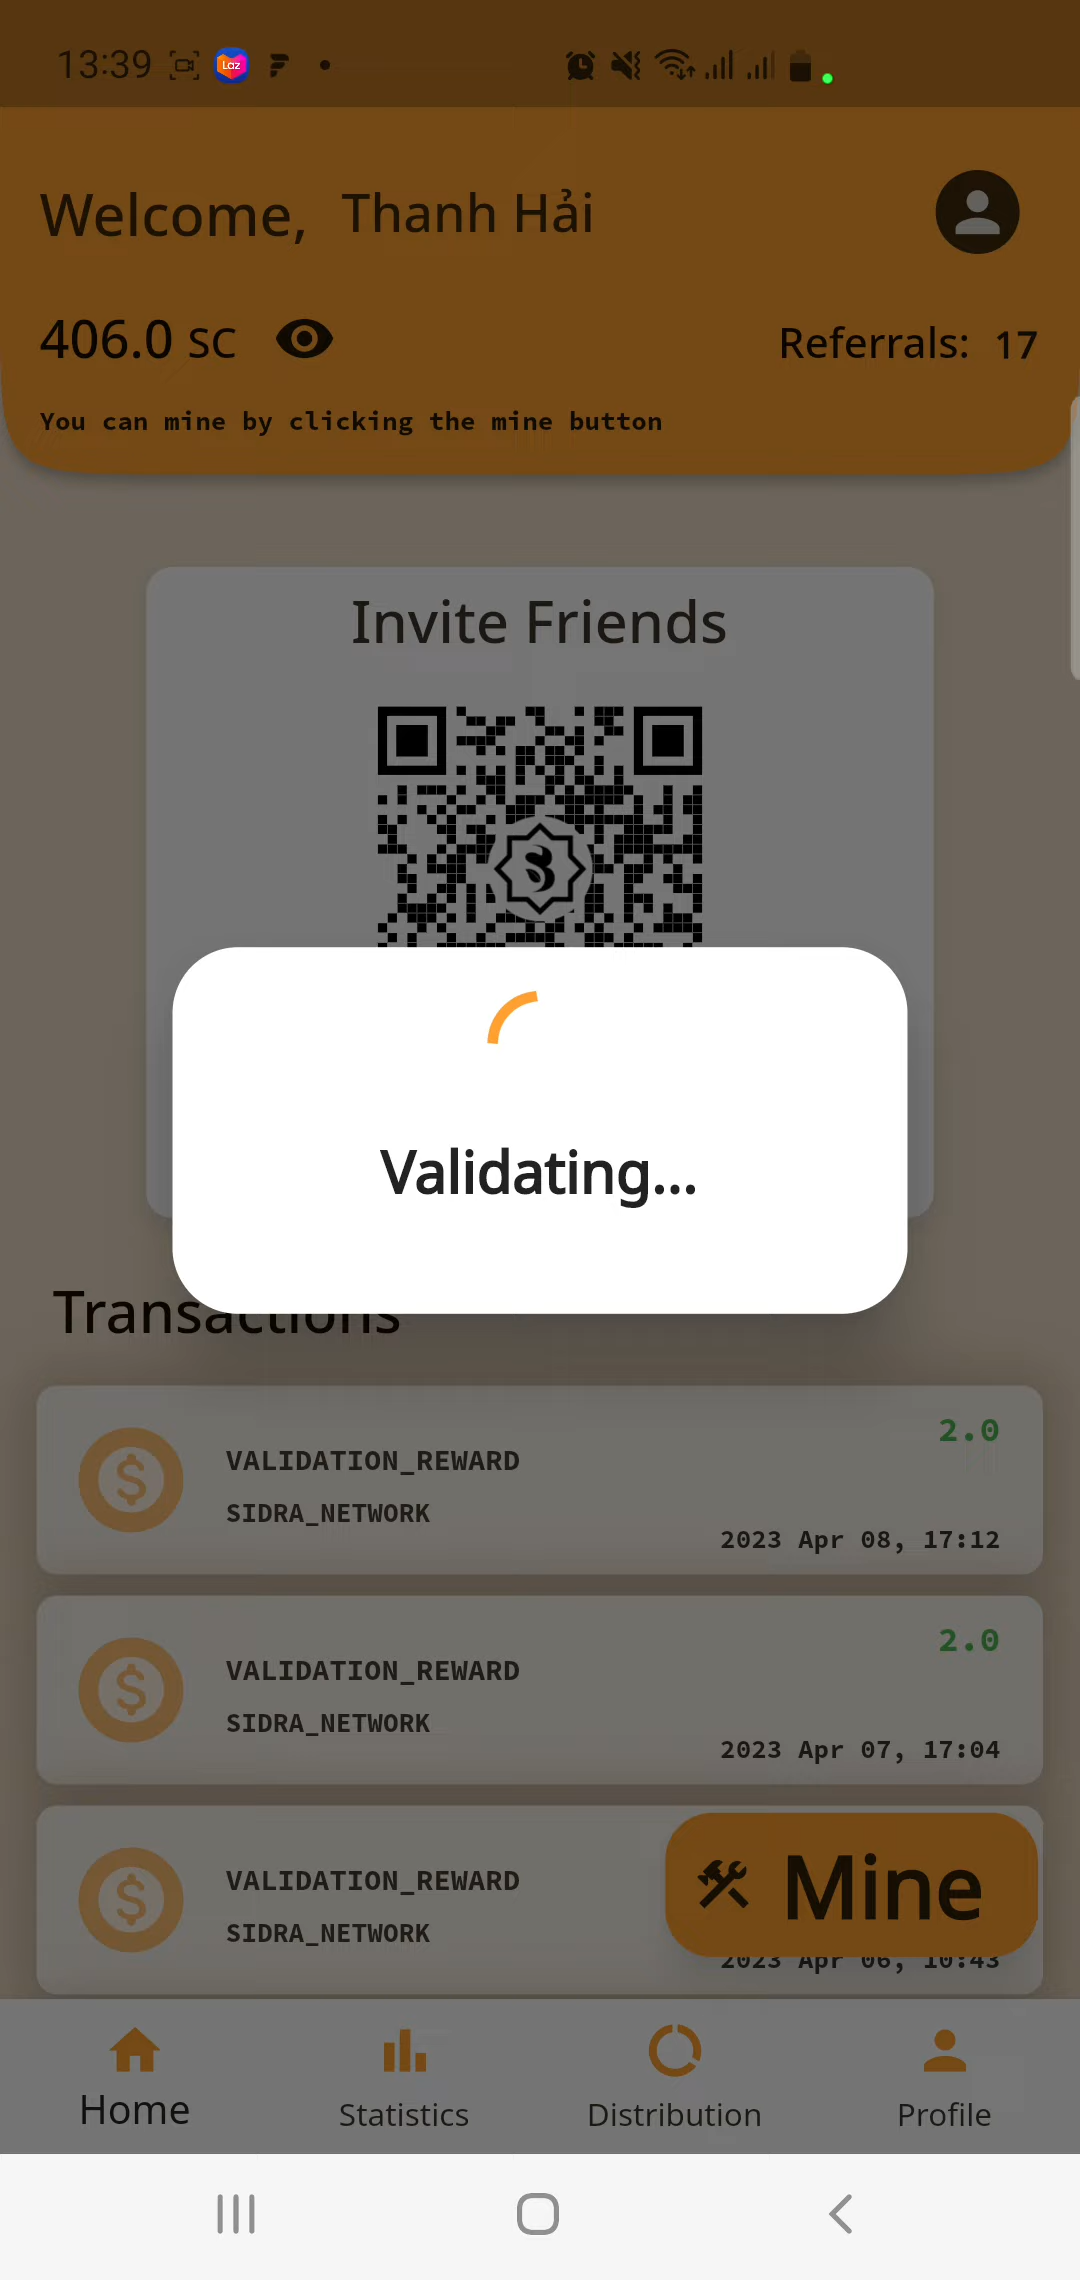 13:39
Laz
Welcome, Thanh Hải
406.0 SC
Referrals: 17
You can mine by clicking the mine button
Invite Friends
Validating...
Transactions
2.0
VALIDATION_REWARD
SIDRA_NETWORK
2023 Apr 08, 17:12
2.0
VALIDATION_REWARD
SIDRA_NETWORK
2023 Apr 07, 17:04
VALIDATION_REWARD
Mine
SIDRA_NETWORK
2023 Apr 06, 10:43
Home
Statistics
Distribution
Profile